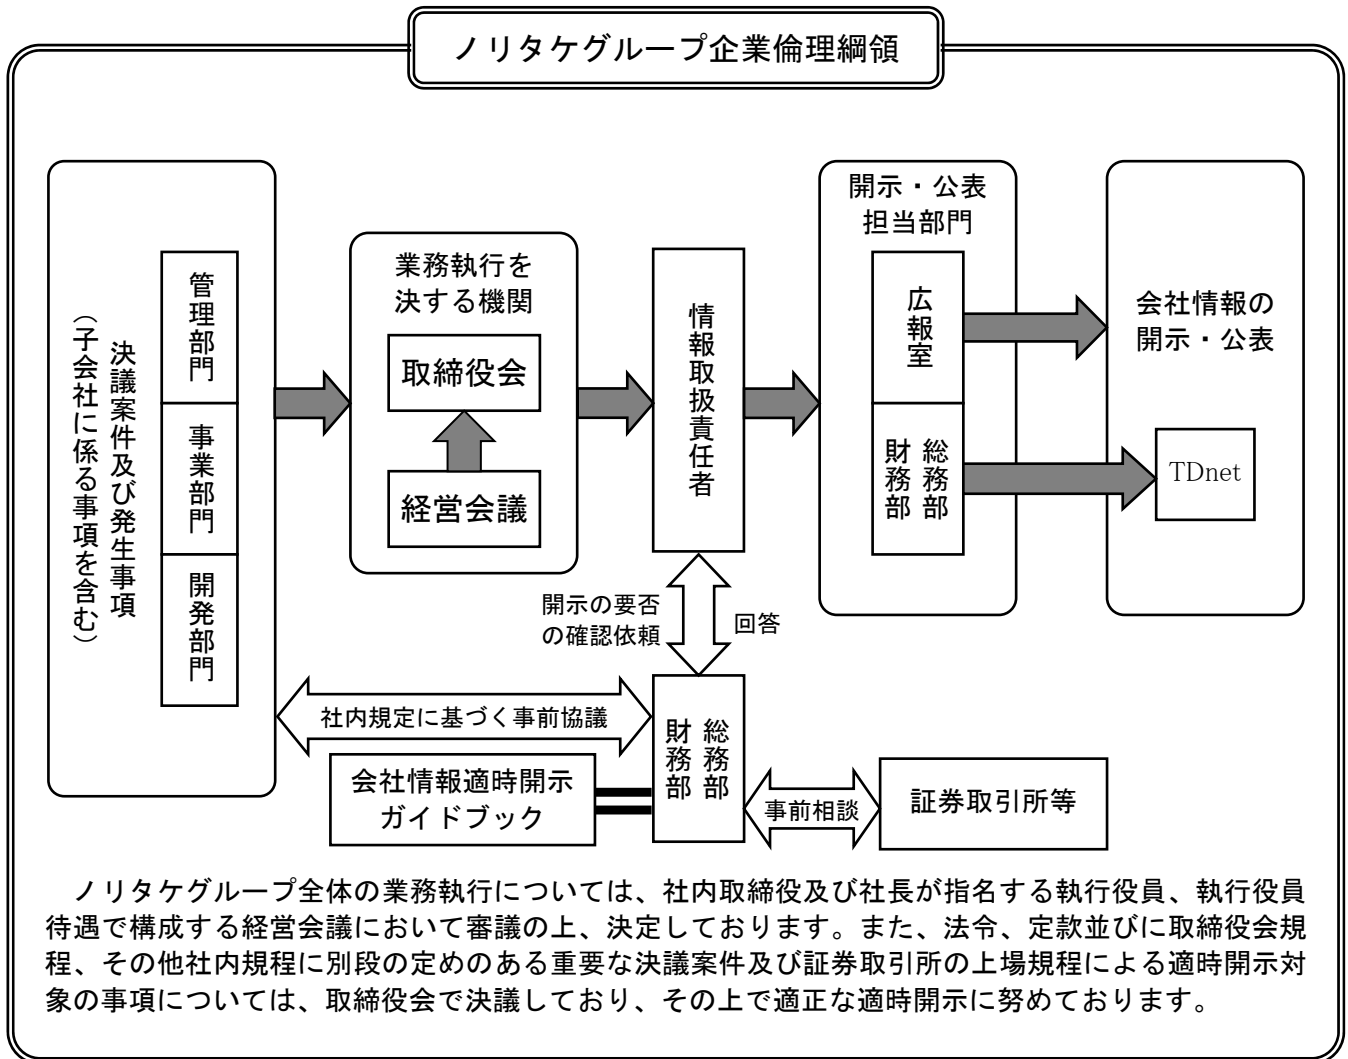 ノリタケグループ企業倫理綱領
決議案件及び発生事項
（子会社に係る事項を含む）
管理部門
事業部門
開発部門
業務執行を
決する機関
取締役会
経営会議
情報取扱責任者
開示・公表
担当部門
広報室
総務部
財務部
会社情報の
開示・公表
TDnet
開示の要否
の確認依頼
回答
社内規定に基づく事前協議
総務部
財務部
会社情報適時開示
ガイドブック
事前相談
証券取引所等
ノリタケグループ全体の業務執行については、社内取締役及び社長が指名する執行役員、執行役員
待遇で構成する経営会議において審議の上、決定しております。また、法令、定款並びに取締役会規
程、その他社内規程に別段の定めのある重要な決議案件及び証券取引所の上場規程による適時開示対
象の事項については、取締役会で決議しており、その上で適正な適時開示に努めております。